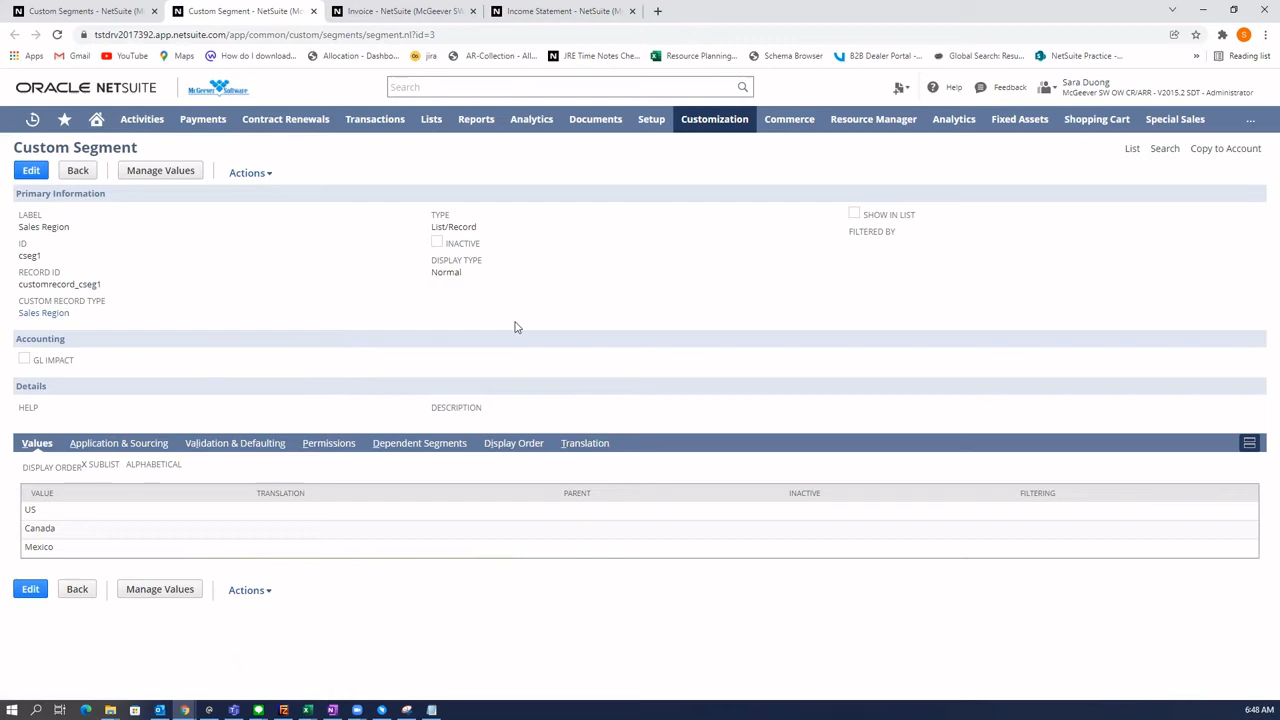 Custom Segments - NetSuite (M
Custom Segment - NetSuite (Mc
Invoice - NetSuite (McGeever SW
Income Statement - NetSuite (Mc
tstdrv2017392.app.netsuite.com/app/common/custom/segments/segment.nl?id=3
S
Apps Gmail YouTube Maps How do I download... Allocation - Dashbo... jira AR-Collection - All... JRE Time Notes Che... Resource Planning... Schema Browser B2B Dealer Portal -... Global Search: Resu... NetSuite Practice -... » Reading list
ORACLE NETSUITE McGeever Software Search Help Feedback
Sara Duong
McGeever SW OW CR/ARR - V2015.2 SDT - Administrator
Activities Payments Contract Renewals Transactions Lists Reports Analytics Documents Setup Customization Commerce Resource Manager Analytics Fixed Assets Shopping Cart Special Sales ...
Custom Segment List Search Copy to Account
Edit Back Manage Values Actions
Primary Information
LABEL
Sales Region
ID
cseg1
RECORD ID
customrecord_cseg1
CUSTOM RECORD TYPE
Sales Region
TYPE
List/Record
INACTIVE
DISPLAY TYPE
Normal
SHOW IN LIST
FILTERED BY
Accounting
GL IMPACT
Details
HELP DESCRIPTION
Values Application & Sourcing Validation & Defaulting Permissions Dependent Segments Display Order Translation
DISPLAY ORDER X SUBLIST ALPHABETICAL
VALUE TRANSLATION PARENT INACTIVE FILTERING
US
Canada
Mexico
Edit Back Manage Values Actions
6:48 AM